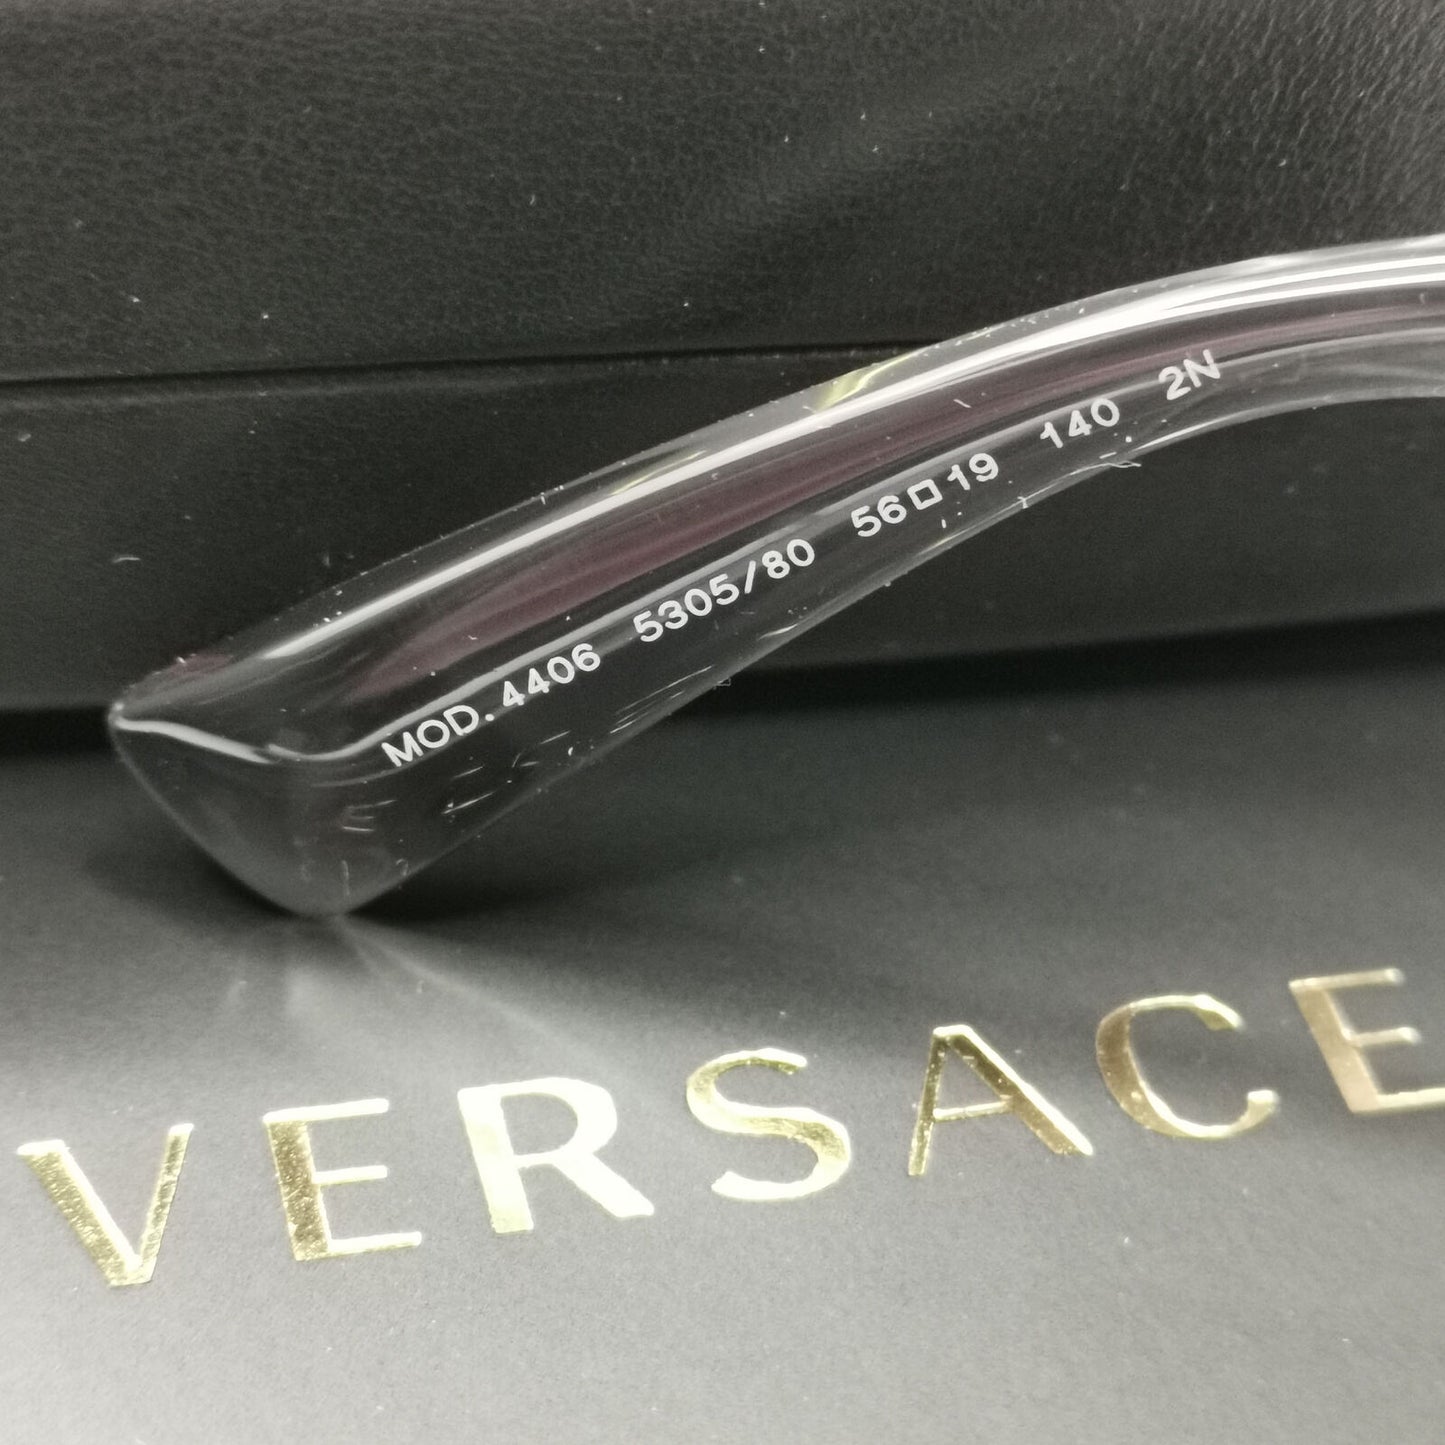 MOD. 4406 5305/80 56□19 140 2N
VERSACE